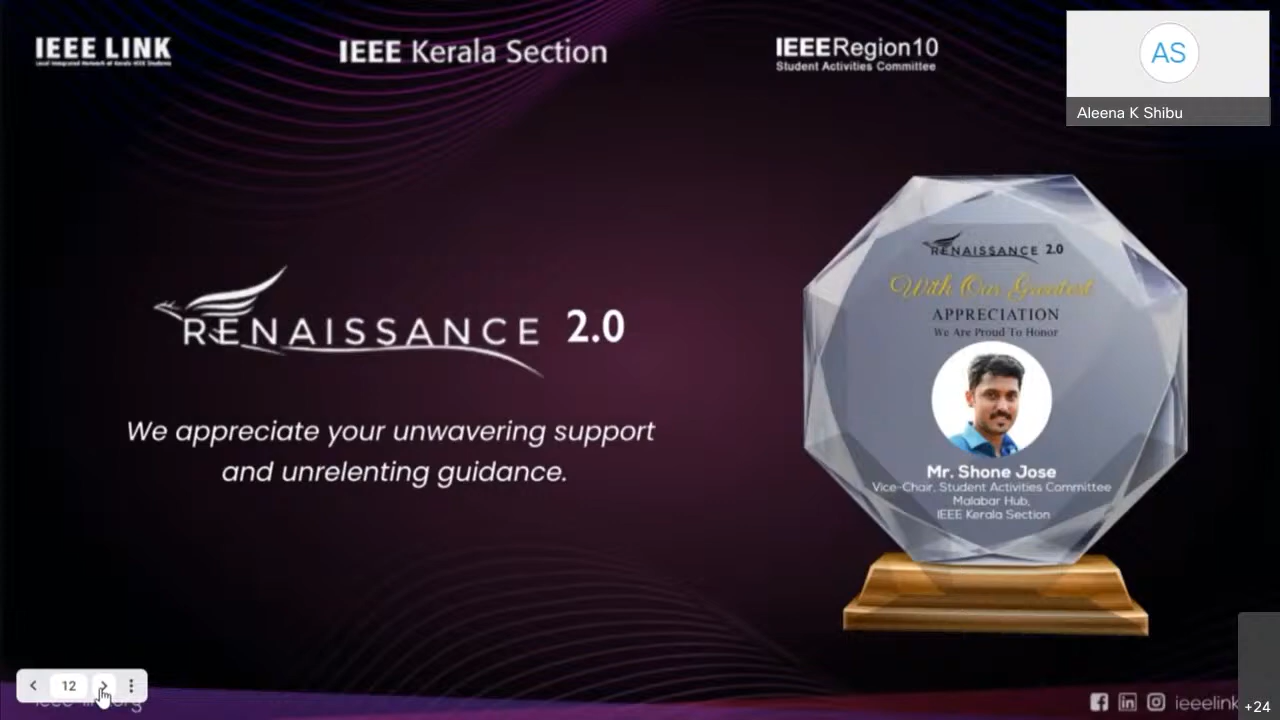 IEEE LINK
IEEE Kerala Section
IEEE Region10
Student Activities Committee
AS
Aleena K Shibu
RENAISSANCE 2.0
We appreciate your unwavering support
and unrelenting guidance.
RENAISSANCE 2.0
With Our Greatest
APPRECIATION
We Are Proud To Honor
Mr. Shone Jose
Vice-Chair, Student Activities Committee
Malabar Hub,
IEEE Kerala Section
12
ieeelink
+24